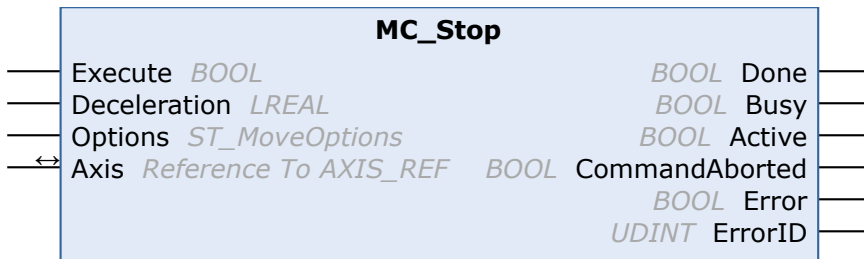 MC_Stop
Execute BOOL BOOL Done
Deceleration LREAL BOOL Busy
Options ST_MoveOptions BOOL Active
↔ Axis Reference To AXIS_REF BOOL CommandAborted
BOOL Error
UDINT ErrorID